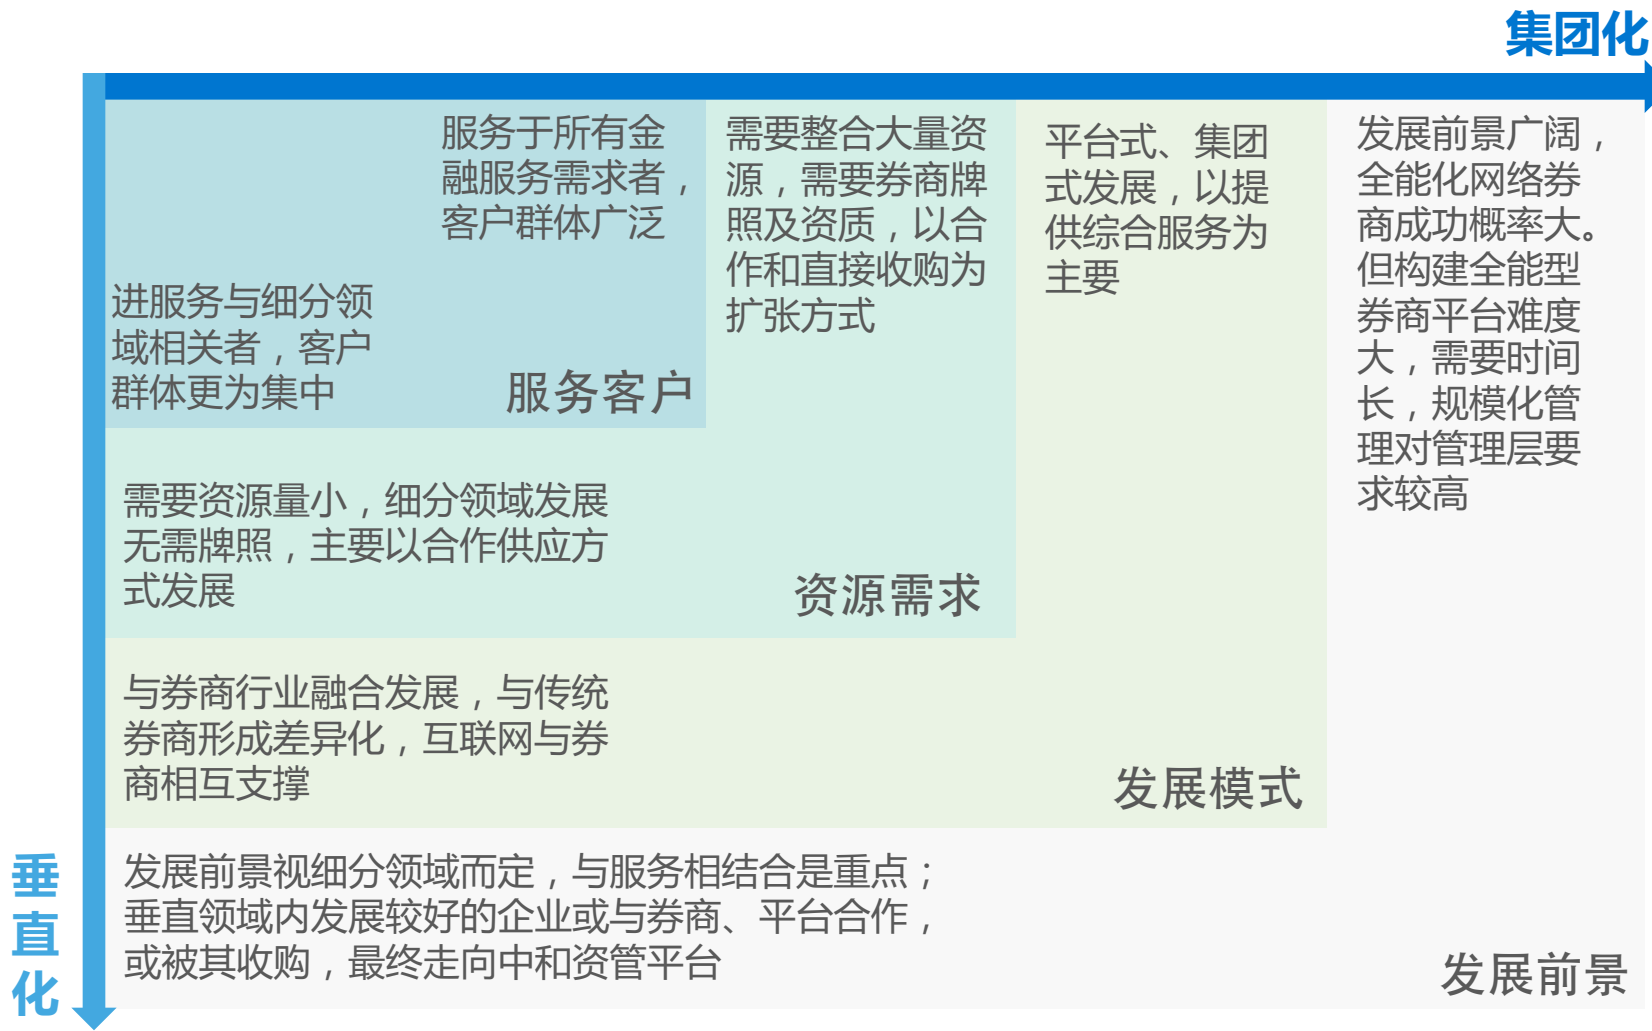 集团化
服务于所有金
融服务需求者，
客户群体广泛
进服务与细分领
域相关者，客户
群体更为集中
服务客户
需要整合大量资
源，需要券商牌
照及资质，以合
作和直接收购为
扩张方式
需要资源量小，细分领域发展
无需牌照，主要以合作供应方
式发展
资源需求
平台式、集团
式发展，以提
供综合服务为
主要
与券商行业融合发展，与传统
券商形成差异化，互联网与券
商相互支撑
发展模式
发展前景广阔，
全能化网络券
商成功概率大。
但构建全能型
券商平台难度
大，需要时间
长，规模化管
理对管理层要
求较高
发展前景视细分领域而定，与服务相结合是重点；
垂直领域内发展较好的企业或与券商、平台合作，
或被其收购，最终走向中和资管平台
发展前景
垂
直
化